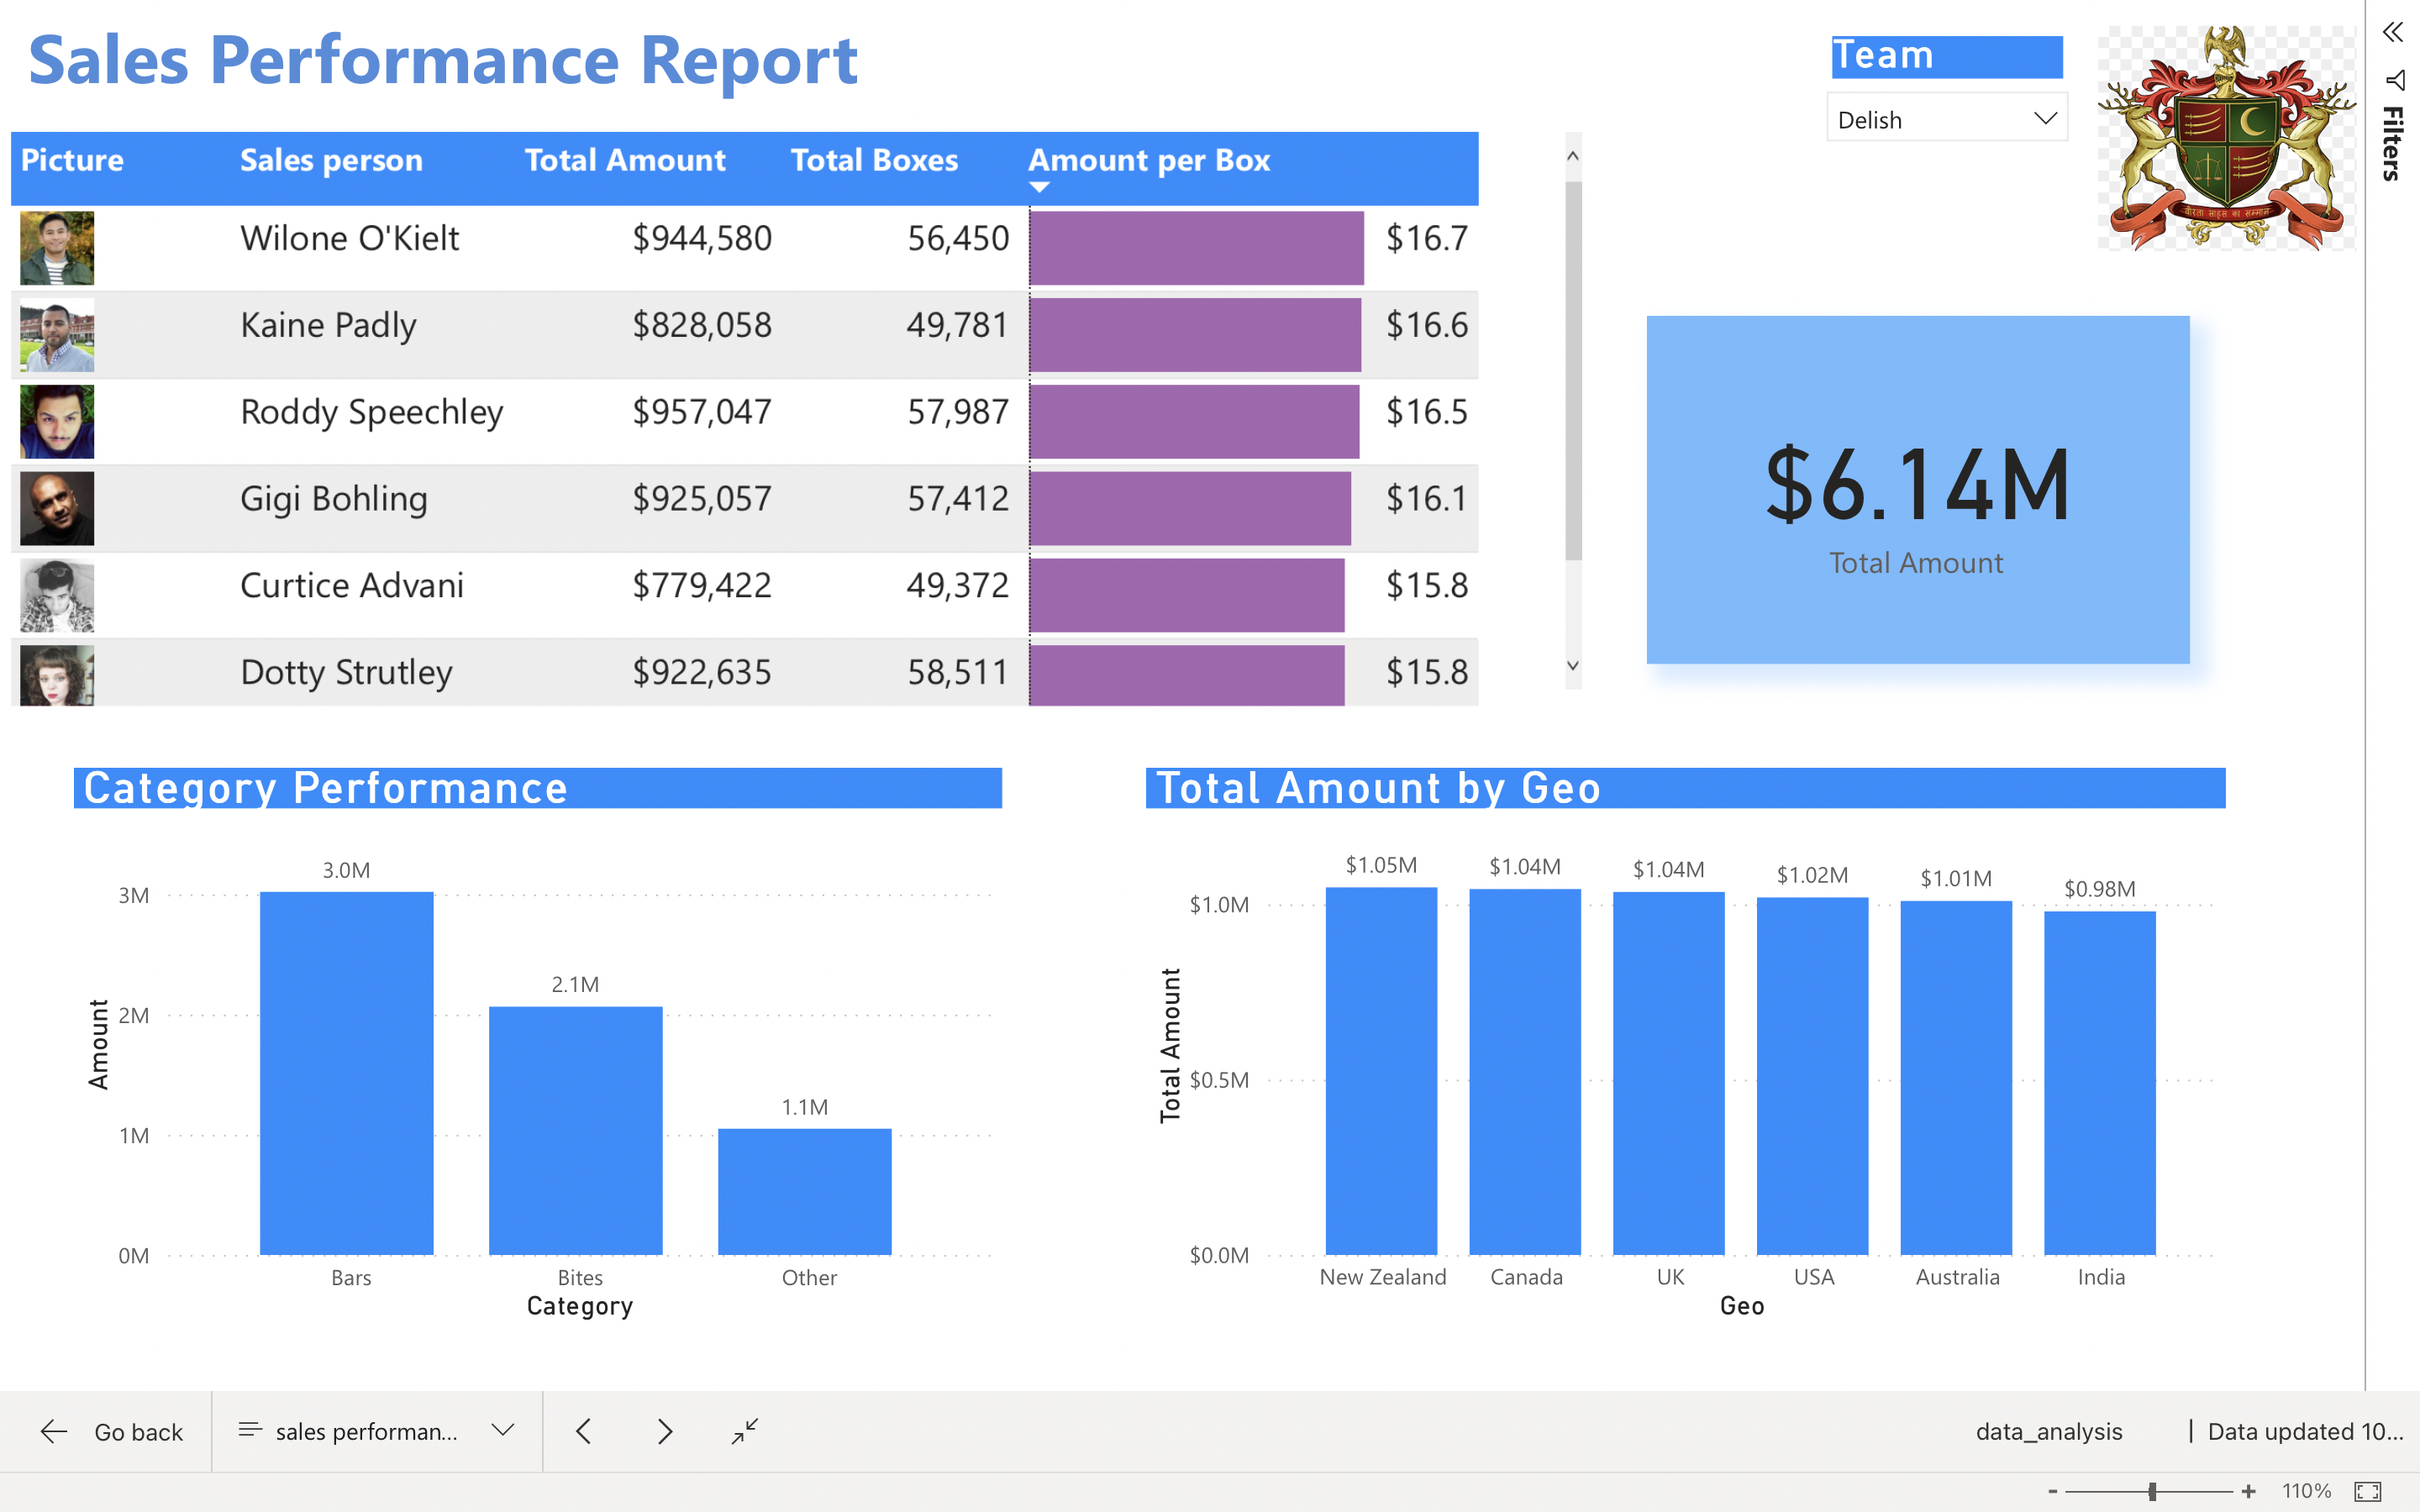 Sales Performance Report
Team
Delish
वीरता साहस का सम्मान
Filters
Picture Sales person Total Amount Total Boxes Amount per Box
Wilone O'Kielt $944,580 56,450 $16.7
Kaine Padly $828,058 49,781 $16.6
Roddy Speechley $957,047 57,987 $16.5
Gigi Bohling $925,057 57,412 $16.1
Curtice Advani $779,422 49,372 $15.8
Dotty Strutley $922,635 58,511 $15.8
$6.14M
Total Amount
Category Performance
3.0M
3M
2.1M
2M
1.1M
1M
0M
Amount
Bars Bites Other
Category
Total Amount by Geo
$1.05M $1.04M $1.04M $1.02M $1.01M $0.98M
$1.0M
$0.5M
$0.0M
Total Amount
New Zealand Canada UK USA Australia India
Geo
Go back
sales performan...
data_analysis | Data updated 10...
- + 110%